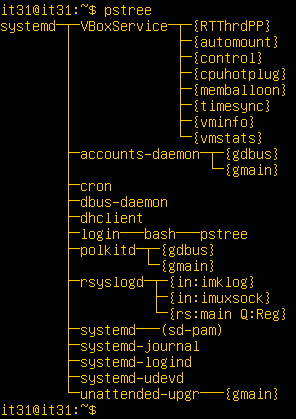 it31@it31:~$ pstree
systemd─┬─VBoxService─┬─{RTThrdPP}
        │             ├─{automount}
        │             ├─{control}
        │             ├─{cpuhotplug}
        │             ├─{memballoon}
        │             ├─{timesync}
        │             ├─{vminfo}
        │             └─{vmstats}
        ├─accounts-daemon─┬─{gdbus}
        │                 └─{gmain}
        ├─cron
        ├─dbus-daemon
        ├─dhclient
        ├─login───bash───pstree
        ├─polkitd─┬─{gdbus}
        │         └─{gmain}
        ├─rsyslogd─┬─{in:imklog}
        │          ├─{in:imuxsock}
        │          └─{rs:main Q:Reg}
        ├─systemd───(sd-pam)
        ├─systemd-journal
        ├─systemd-logind
        ├─systemd-udevd
        └─unattended-upgr───{gmain}
it31@it31:~$